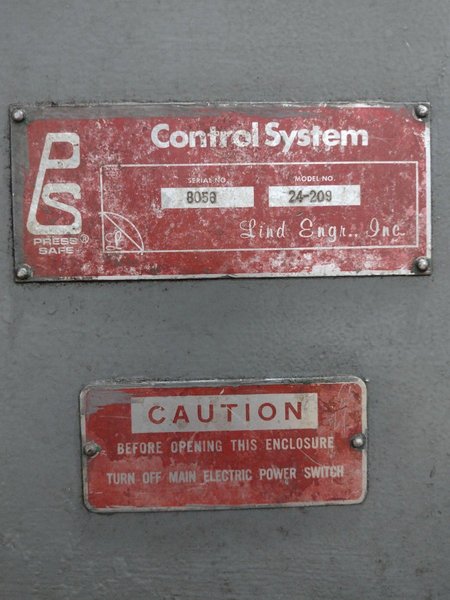 PS
PRESS®
SAFE
Control System
SERIAL NO. MODEL NO.
8058 24-209
Lind Engr., Inc.
CAUTION
BEFORE OPENING THIS ENCLOSURE
TURN OFF MAIN ELECTRIC POWER SWITCH